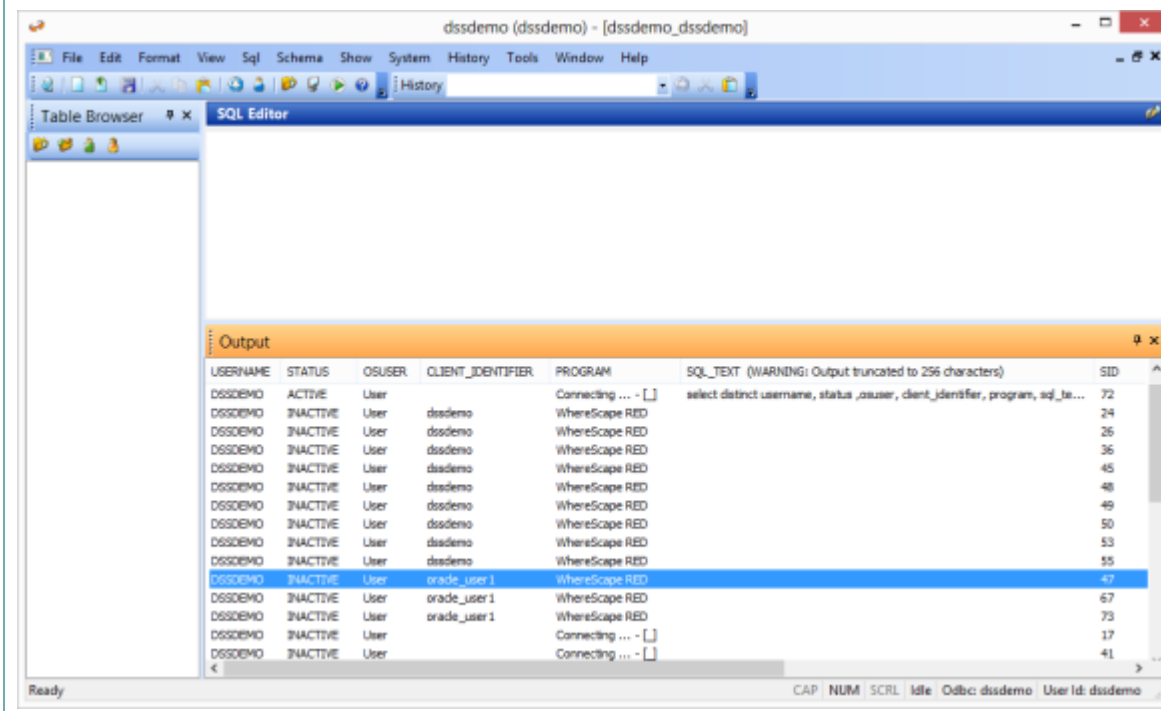 dssdemo (dssdemo) - [dssdemo_dssdemo]
File Edit Format View Sql Schema Show System History Tools Window Help
History
Table Browser
SQL Editor
Output
USERNAME STATUS OSUSER CLIENT_IDENTIFIER PROGRAM SQL_TEXT (WARNING: Output truncated to 256 characters) SID
DSSDEMO ACTIVE User Connecting ... - [_] select distinct username, status ,osuser, client_identifier, program, sql_te... 72
DSSDEMO INACTIVE User dssdemo WhereScape RED 24
DSSDEMO INACTIVE User dssdemo WhereScape RED 26
DSSDEMO INACTIVE User dssdemo WhereScape RED 36
DSSDEMO INACTIVE User dssdemo WhereScape RED 45
DSSDEMO INACTIVE User dssdemo WhereScape RED 48
DSSDEMO INACTIVE User dssdemo WhereScape RED 49
DSSDEMO INACTIVE User dssdemo WhereScape RED 50
DSSDEMO INACTIVE User dssdemo WhereScape RED 53
DSSDEMO INACTIVE User dssdemo WhereScape RED 55
DSSDEMO INACTIVE User oracle_user1 WhereScape RED 47
DSSDEMO INACTIVE User oracle_user1 WhereScape RED 67
DSSDEMO INACTIVE User oracle_user1 WhereScape RED 73
DSSDEMO INACTIVE User Connecting ... - [_] 17
DSSDEMO INACTIVE User Connecting ... - [_] 41
Ready CAP NUM SCRL Idle Odbc: dssdemo User Id: dssdemo